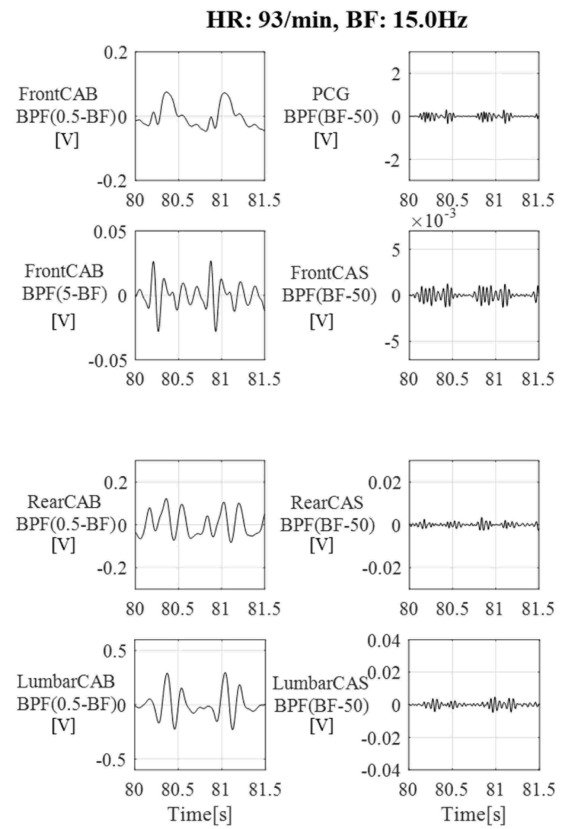 HR: 93/min, BF: 15.0Hz
FrontCAB
BPF(0.5-BF)
[V]
0.2
0
-0.2
80 80.5 81 81.5
PCG
BPF(BF-50)
[V]
2
0
-2
80 80.5 81 81.5
FrontCAB
BPF(5-BF)
[V]
0.05
0
-0.05
80 80.5 81 81.5
FrontCAS
BPF(BF-50)
[V]
×10⁻³
5
0
-5
80 80.5 81 81.5
RearCAB
BPF(0.5-BF)
[V]
0.2
0
-0.2
80 80.5 81 81.5
RearCAS
BPF(BF-50)
[V]
0.02
0
-0.02
80 80.5 81 81.5
LumbarCAB
BPF(0.5-BF)
[V]
0.5
0
-0.5
80 80.5 81 81.5
Time[s]
LumbarCAS
BPF(BF-50)
[V]
0.04
0.02
0
-0.02
-0.04
80 80.5 81 81.5
Time[s]